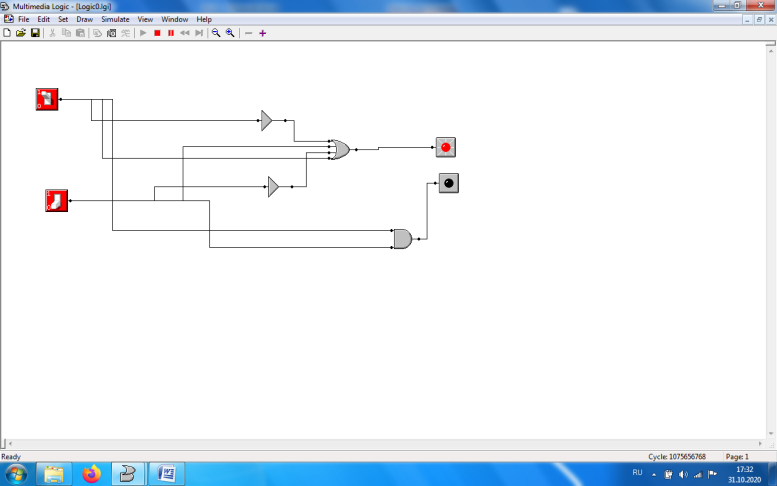 Multimedia Logic - [Logic0.lgi]
File Edit Set Draw Simulate View Window Help
Ready
Cycle: 1075656768 Page: 1
RU
17:32
31.10.2020